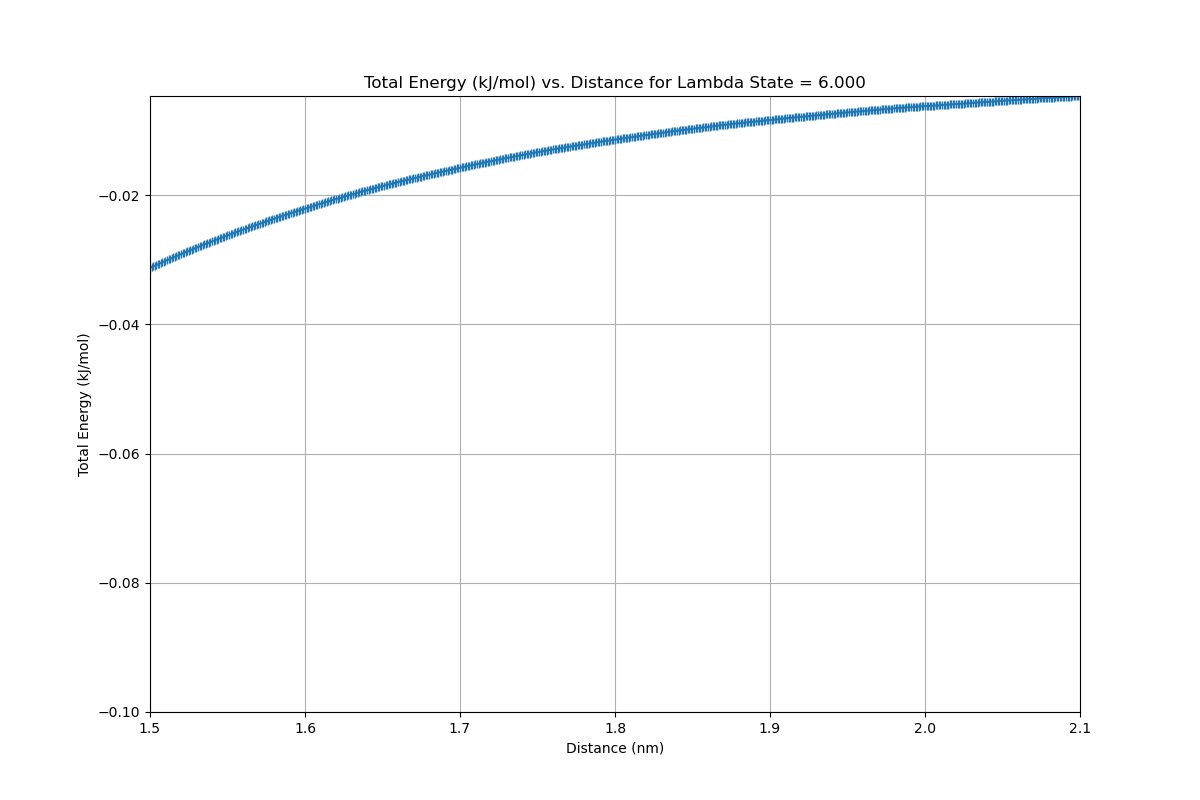 Total Energy (kJ/mol) vs. Distance for Lambda State = 6.000
−0.02
−0.04
−0.06
−0.08
−0.10
Total Energy (kJ/mol)
1.5 1.6 1.7 1.8 1.9 2.0 2.1
Distance (nm)